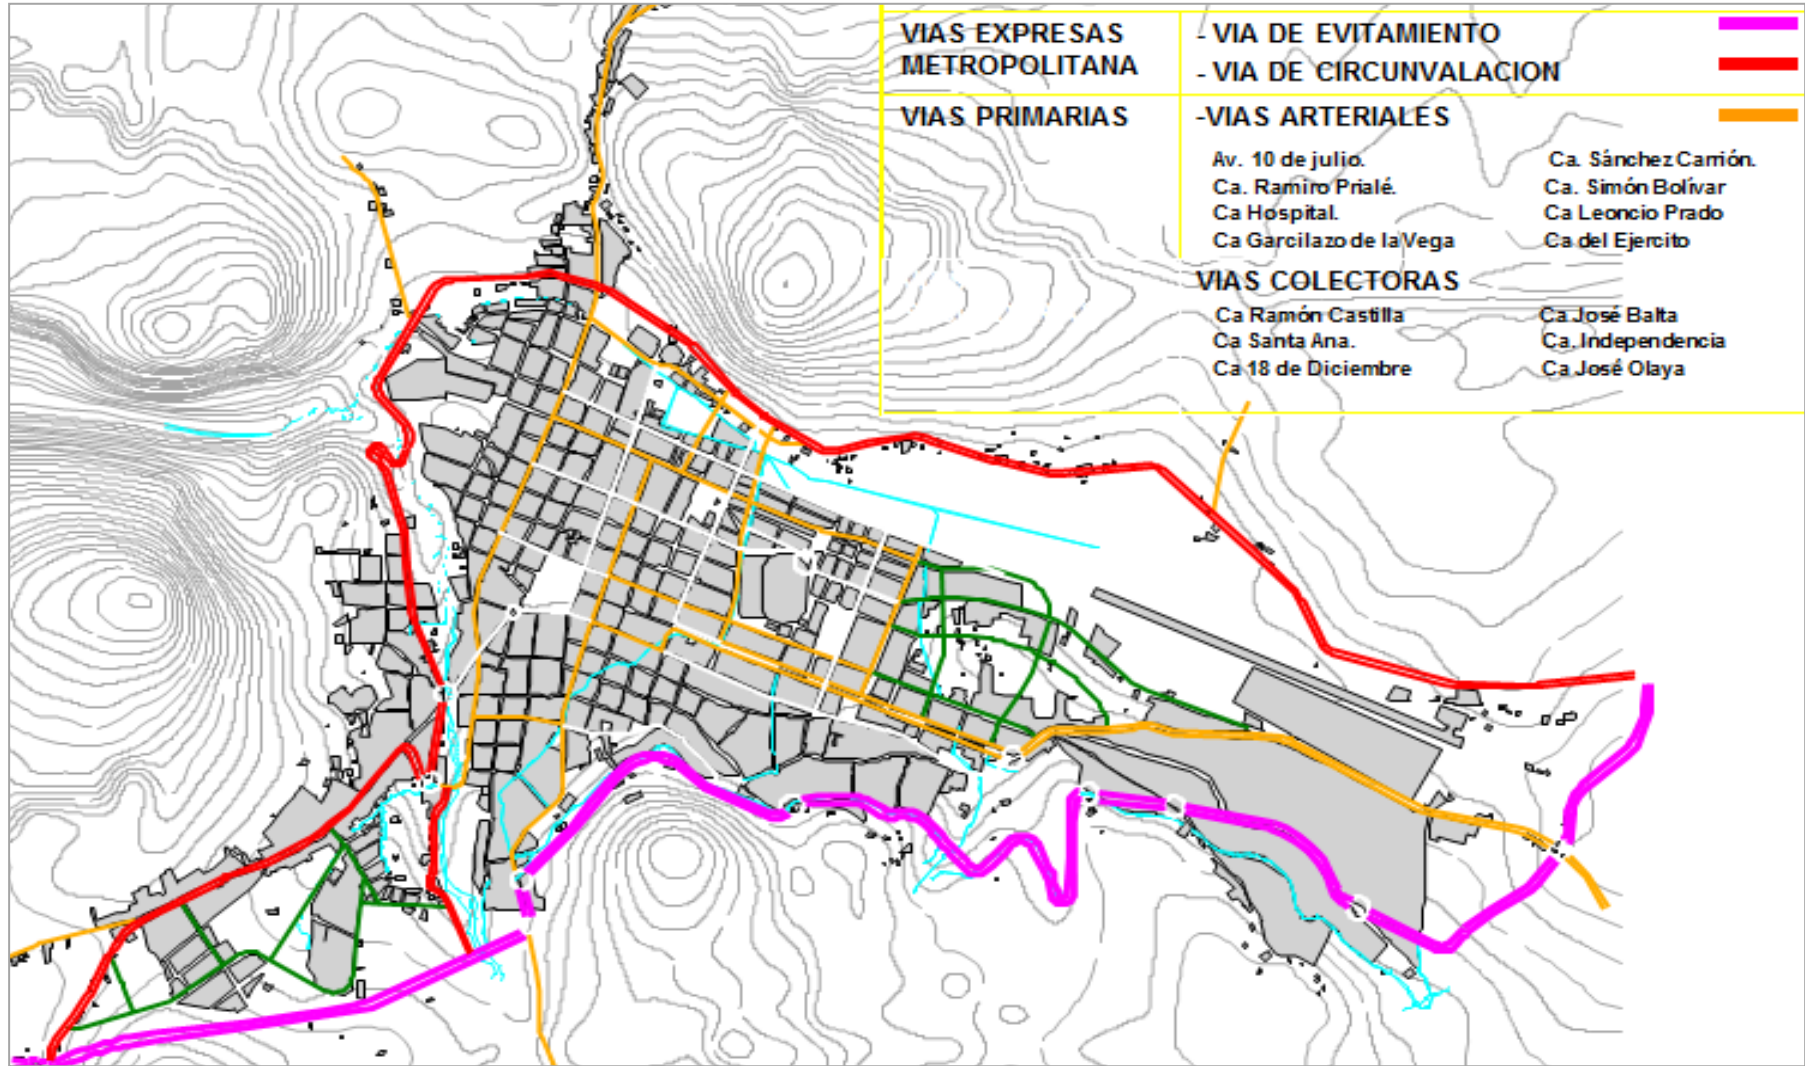 VIAS EXPRESAS METROPOLITANA
- VIA DE EVITAMIENTO
- VIA DE CIRCUNVALACION
VIAS PRIMARIAS
-VIAS ARTERIALES
Av. 10 de julio.
Ca. Ramiro Prialé.
Ca Hospital.
Ca Garcilazo de la Vega
Ca. Sánchez Carrión.
Ca. Simón Bolívar
Ca Leoncio Prado
Ca del Ejercito
VIAS COLECTORAS
Ca Ramón Castilla
Ca Santa Ana.
Ca 18 de Diciembre
Ca José Balta
Ca. Independencia
Ca José Olaya